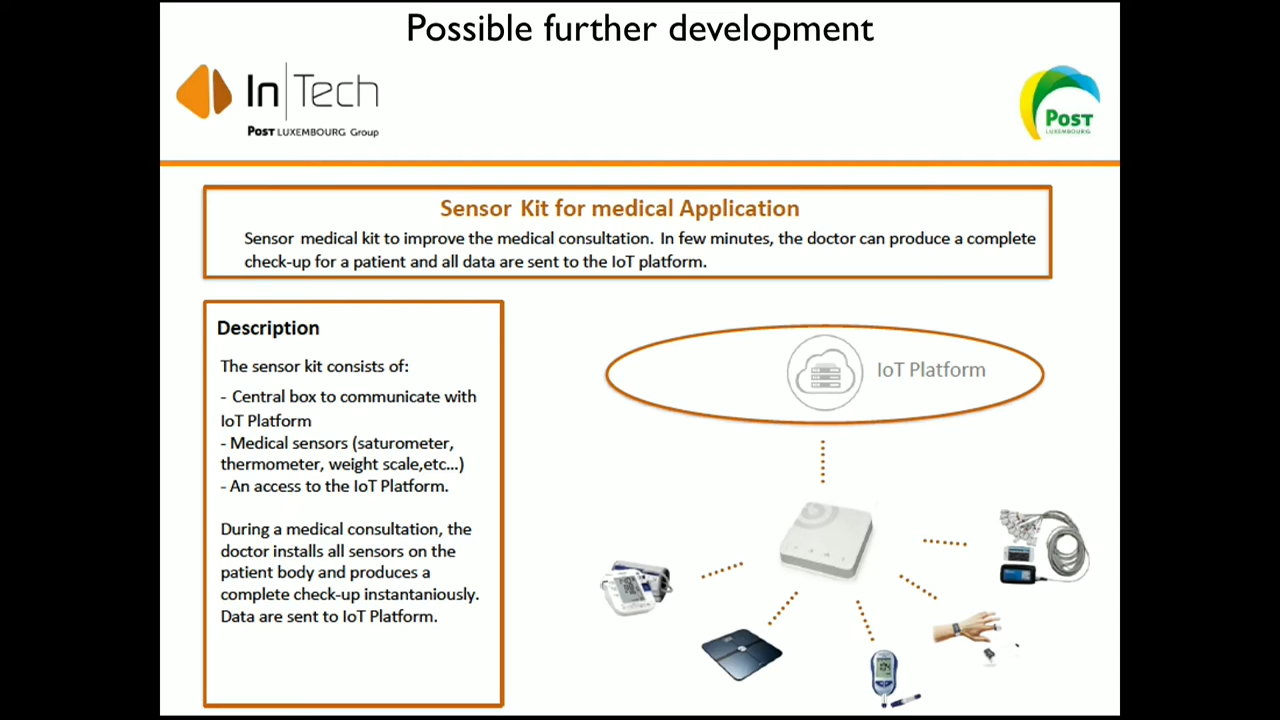 Possible further development
In Tech
POST LUXEMBOURG Group
POST
LUXEMBOURG
Sensor Kit for medical Application
Sensor medical kit to improve the medical consultation. In few minutes, the doctor can produce a complete
check-up for a patient and all data are sent to the IoT platform.
Description
The sensor kit consists of:
- Central box to communicate with
IoT Platform
- Medical sensors (saturometer,
thermometer, weight scale,etc...)
- An access to the IoT Platform.
During a medical consultation, the
doctor installs all sensors on the
patient body and produces a
complete check-up instantaniously.
Data are sent to IoT Platform.
IoT Platform